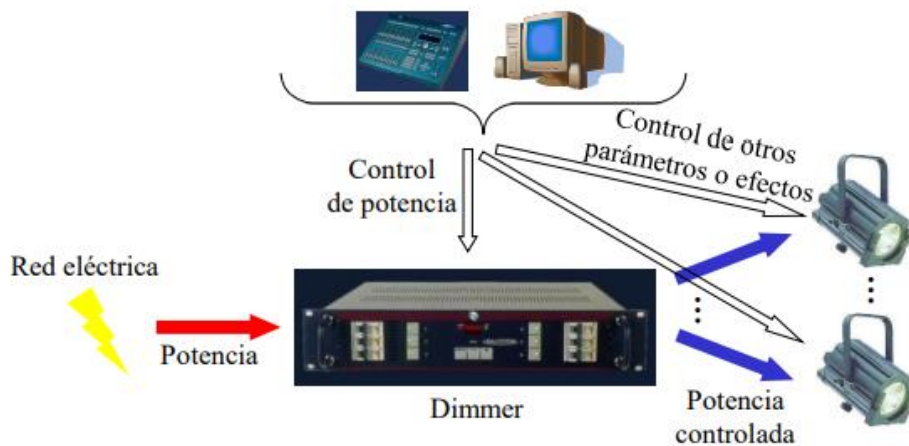 Control de otros
parámetros o efectos
Control
de potencia
Red eléctrica
Potencia
Dimmer
Potencia
controlada